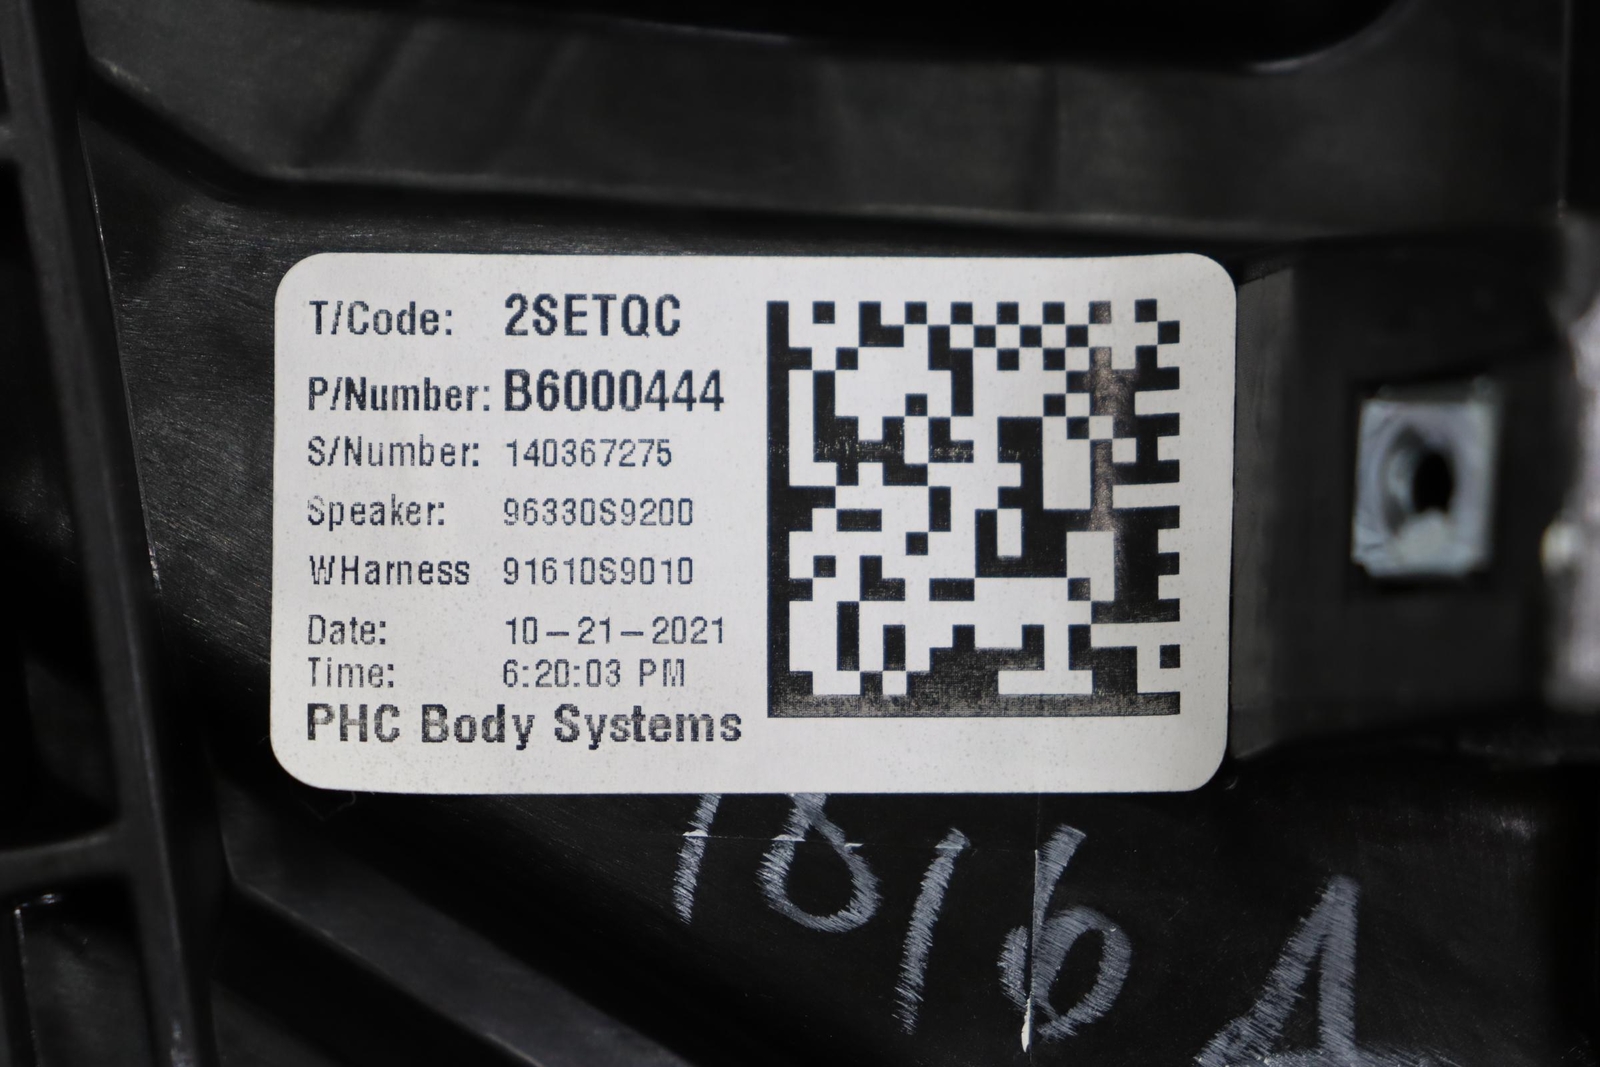 T/Code: 2SETQC
P/Number: B6000444
S/Number: 140367275
Speaker: 96330S9200
WHarness 91610S9010
Date: 10-21-2021
Time: 6:20:03 PM
PHC Body Systems
1816 A